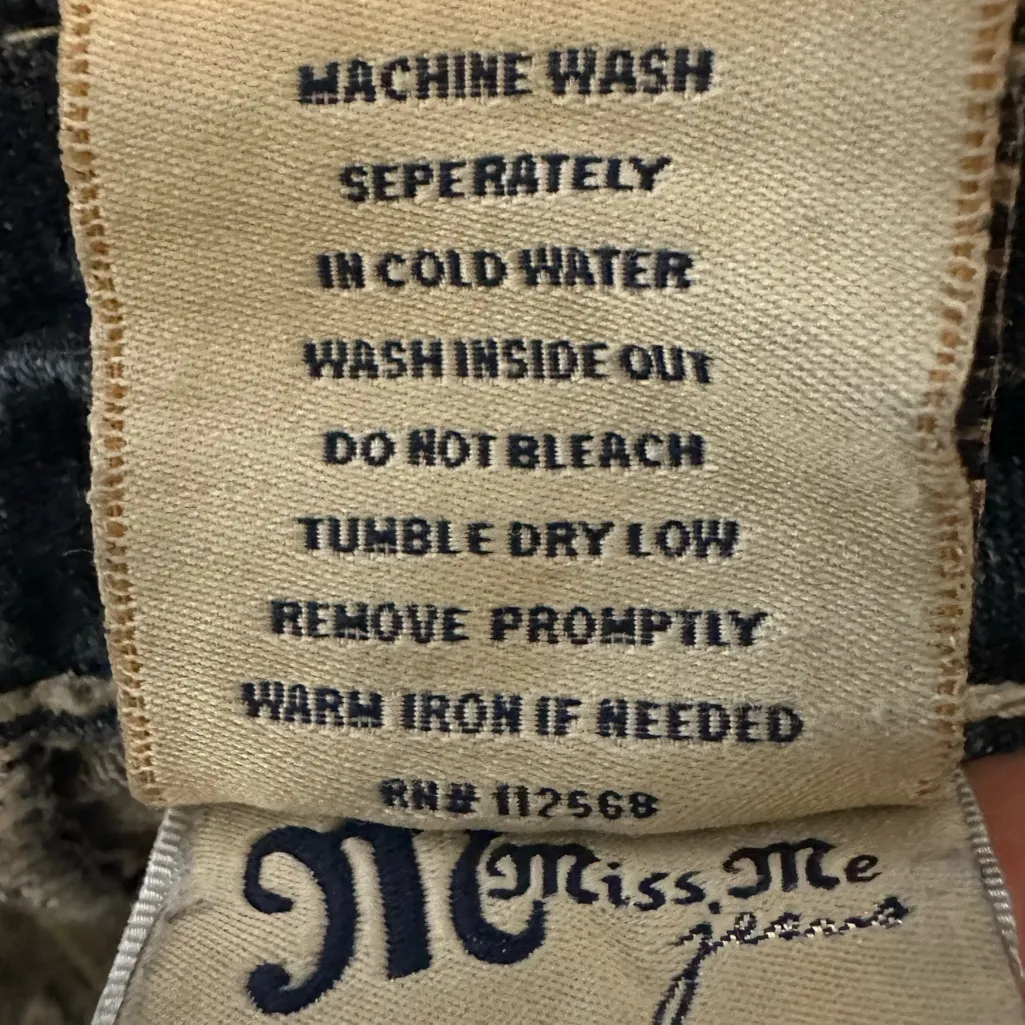 MACHINE WASH
SEPERATELY
IN COLD WATER
WASH INSIDE OUT
DO NOT BLEACH
TUMBLE DRY LOW
REMOVE PROMPTLY
WARM IRON IF NEEDED
RN# 112568
M Miss Me
jeans